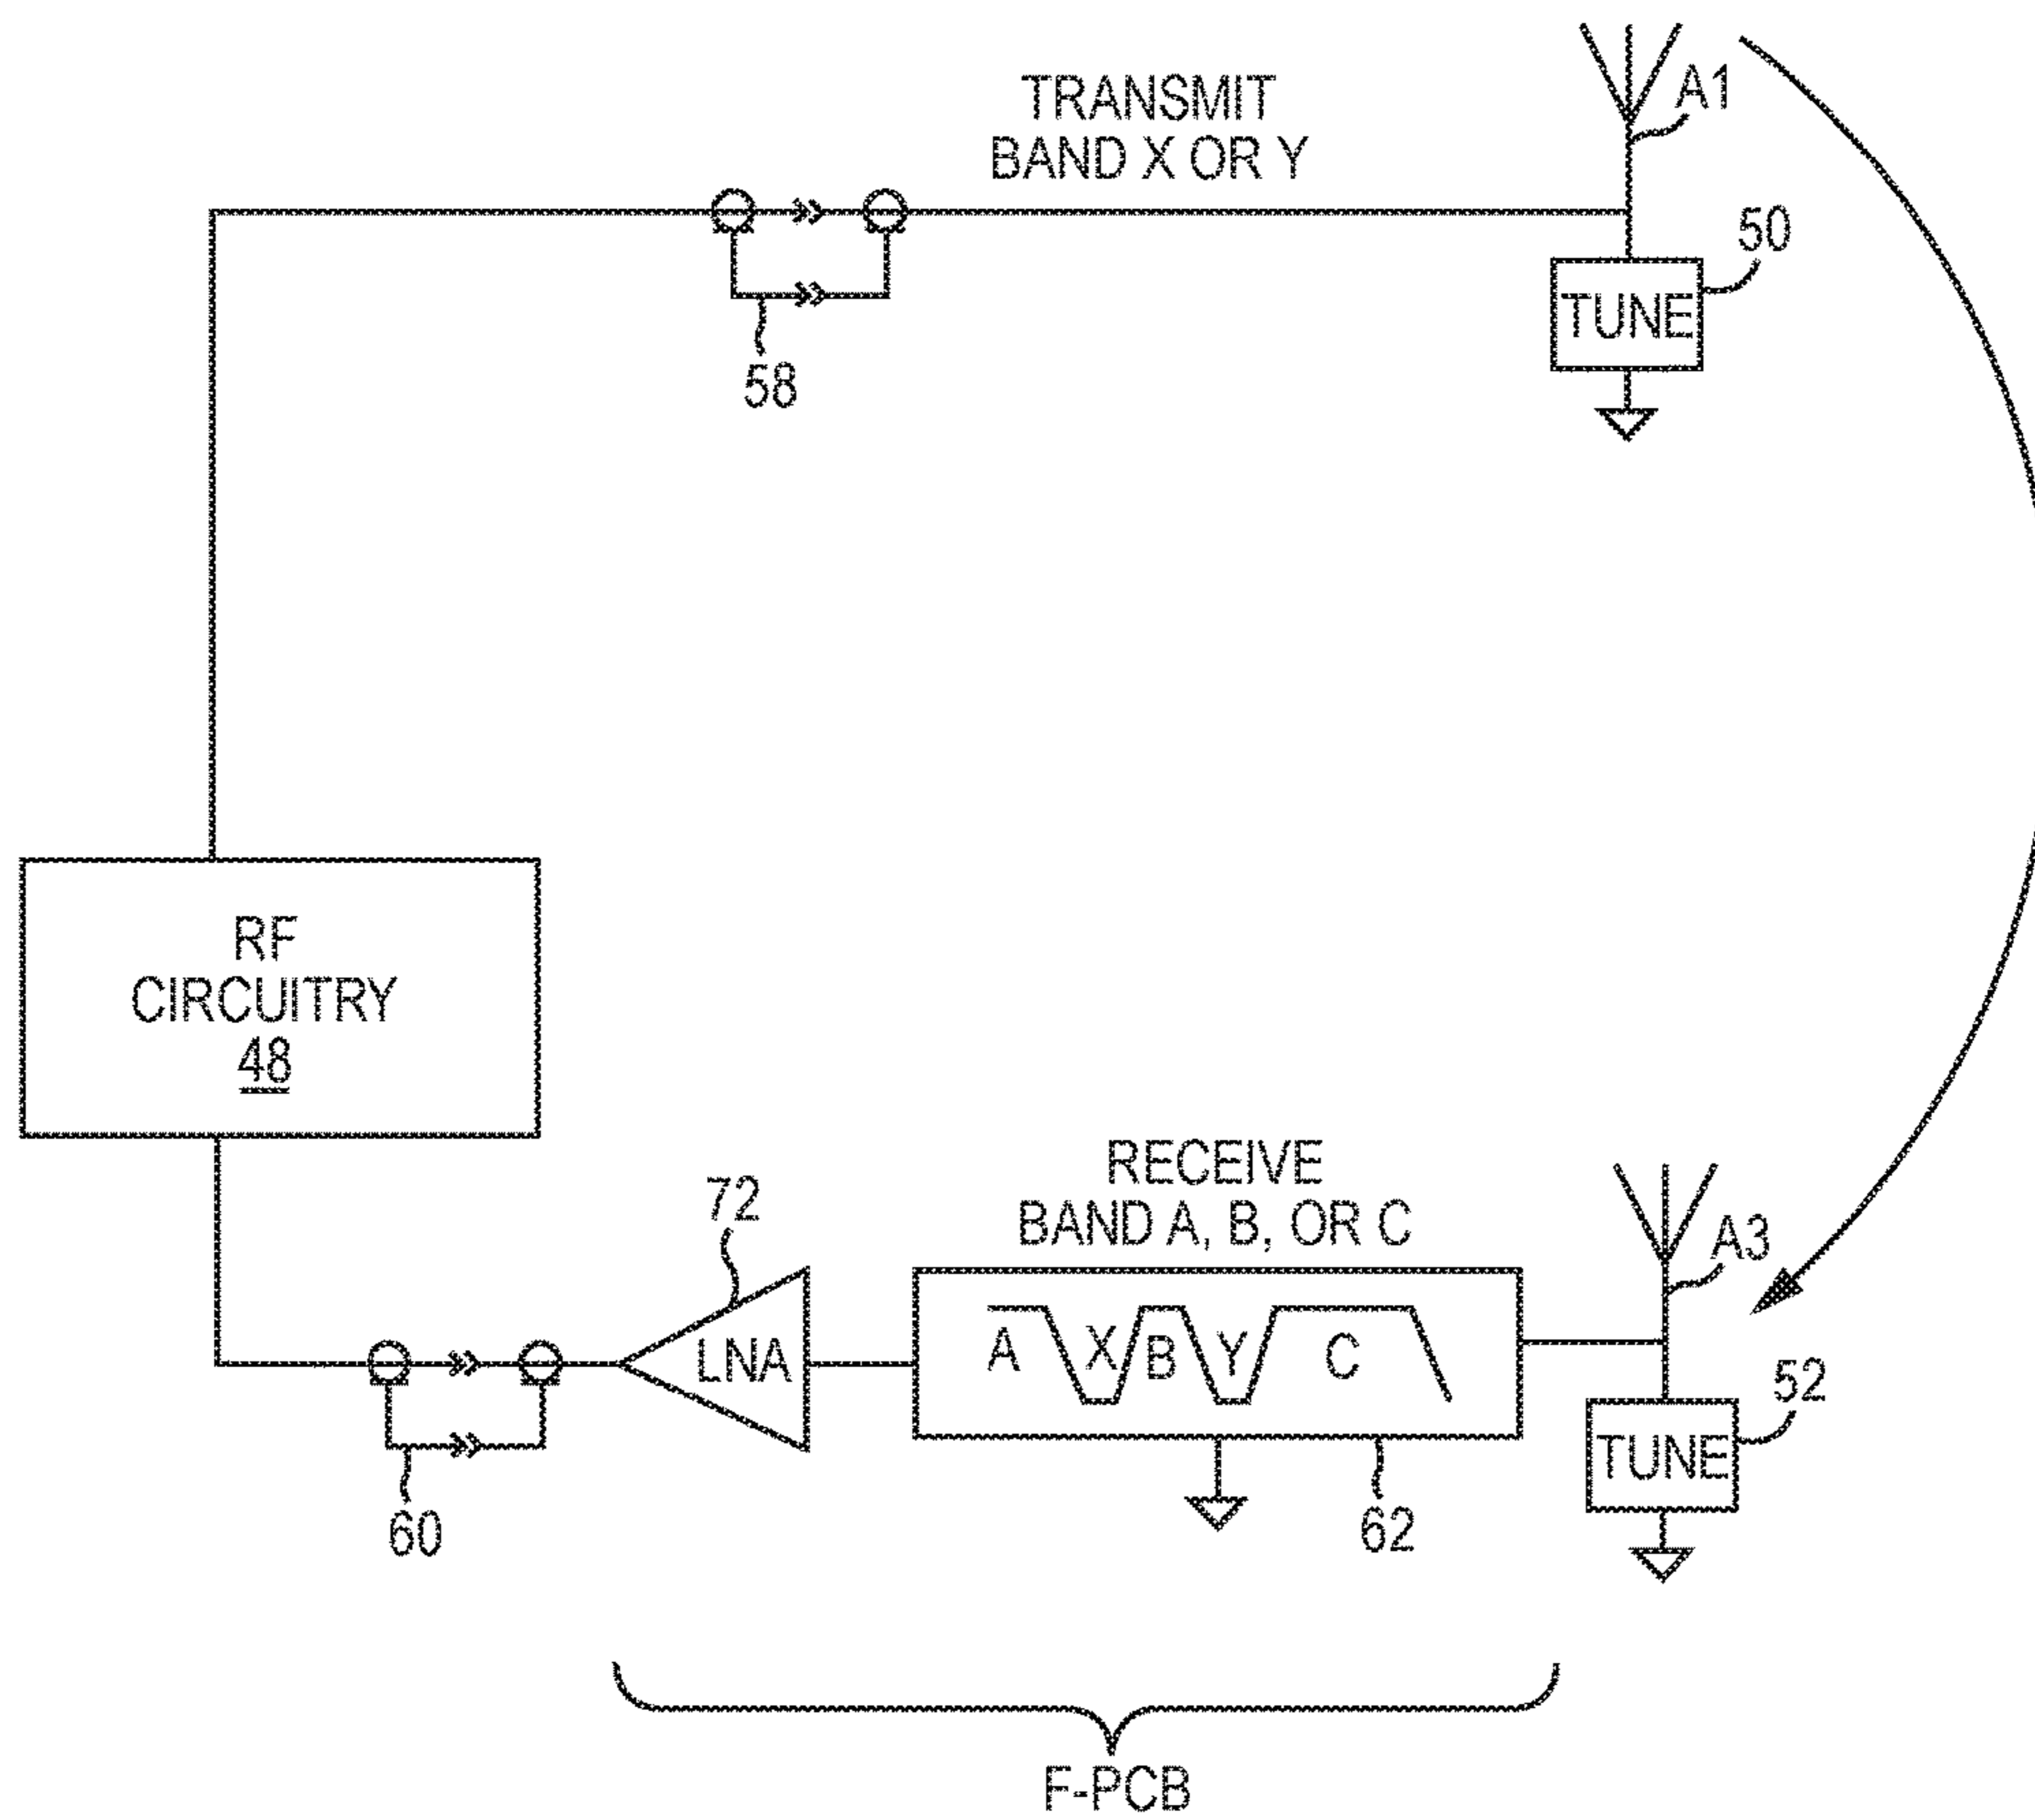 TRANSMIT
BAND X OR Y
A1
50
TUNE
58
RF
CIRCUITRY
48
72
RECEIVE
BAND A, B, OR C
A3
LNA
A X B Y C
52
TUNE
60
62
F-PCB